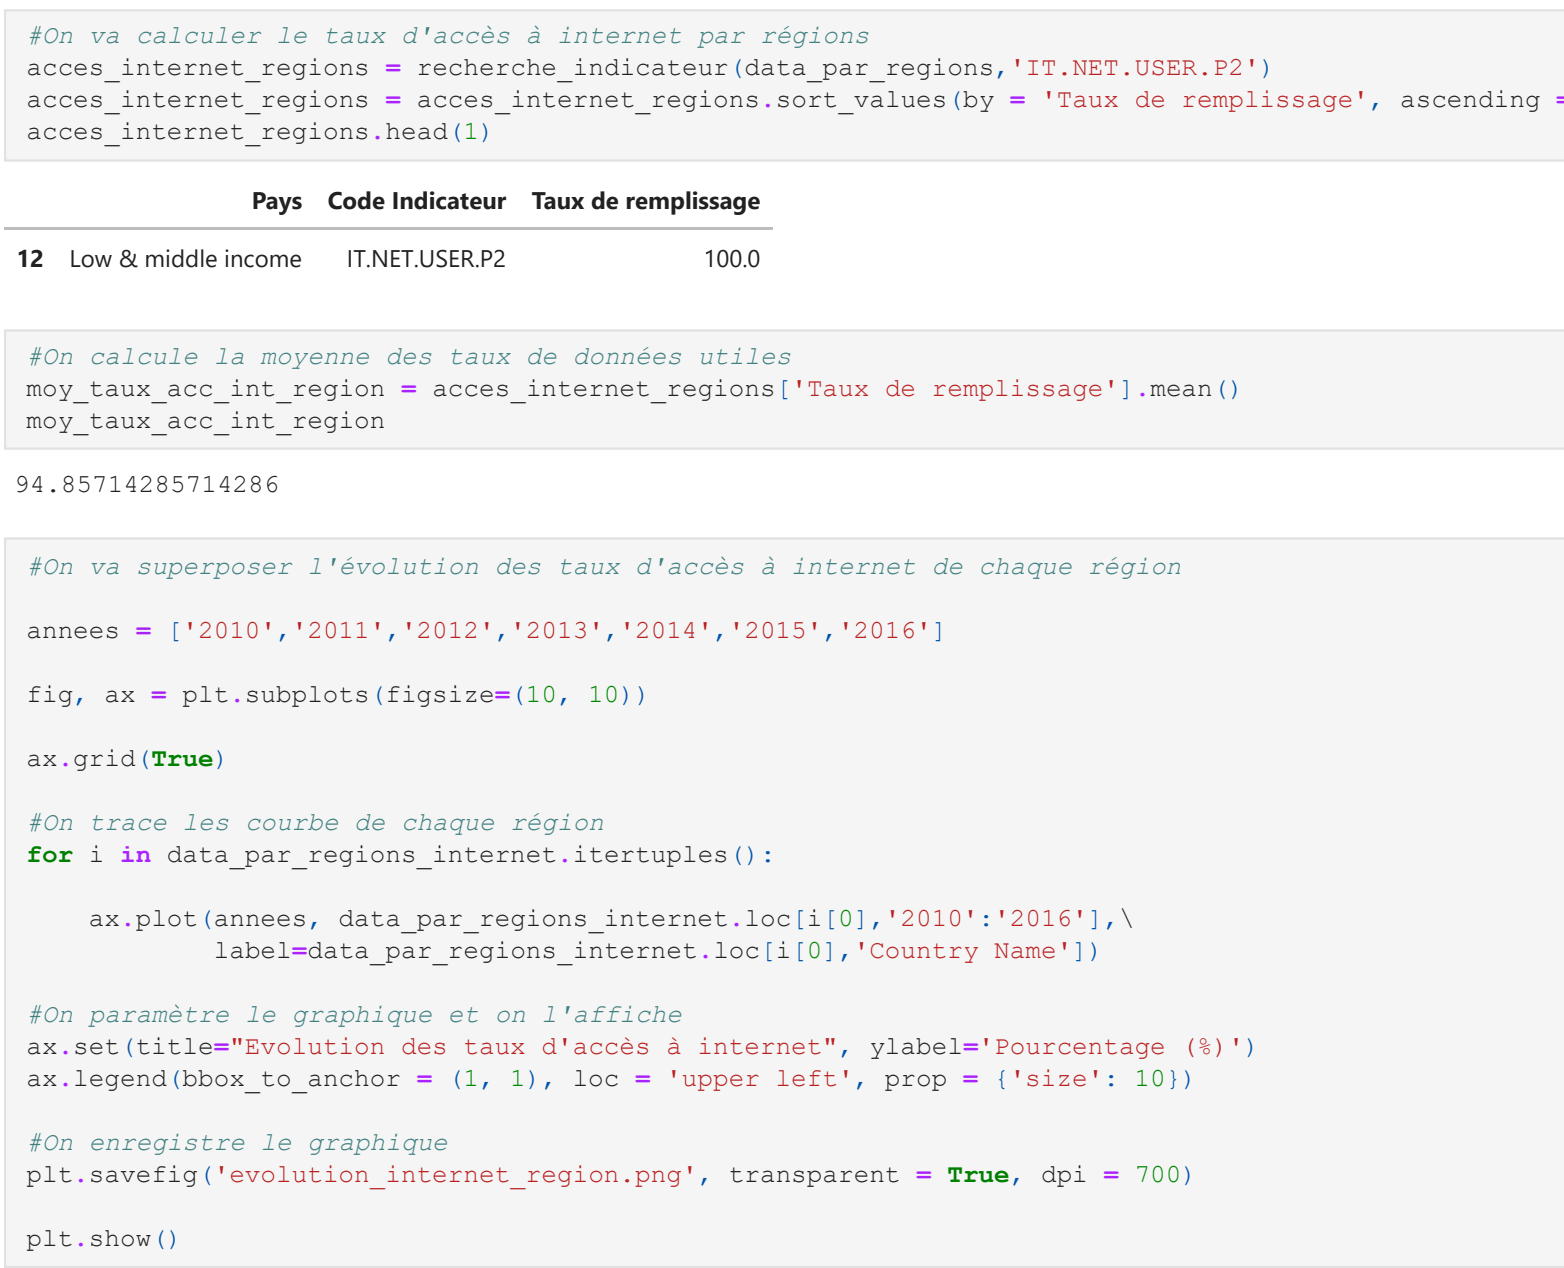 #On va calculer le taux d'accès à internet par régions
acces_internet_regions = recherche_indicateur(data_par_regions,'IT.NET.USER.P2')
acces_internet_regions = acces_internet_regions.sort_values(by = 'Taux de remplissage', ascending =
acces_internet_regions.head(1)
Pays Code Indicateur Taux de remplissage
12 Low & middle income IT.NET.USER.P2 100.0
#On calcule la moyenne des taux de données utiles
moy_taux_acc_int_region = acces_internet_regions['Taux de remplissage'].mean()
moy_taux_acc_int_region
94.85714285714286
#On va superposer l'évolution des taux d'accès à internet de chaque région
annees = ['2010','2011','2012','2013','2014','2015','2016']
fig, ax = plt.subplots(figsize=(10, 10))
ax.grid(True)
#On trace les courbe de chaque région
for i in data_par_regions_internet.itertuples():
    ax.plot(annees, data_par_regions_internet.loc[i[0],'2010':'2016'],\
            label=data_par_regions_internet.loc[i[0],'Country Name'])
#On paramètre le graphique et on l'affiche
ax.set(title="Evolution des taux d'accès à internet", ylabel='Pourcentage (%)')
ax.legend(bbox_to_anchor = (1, 1), loc = 'upper left', prop = {'size': 10})
#On enregistre le graphique
plt.savefig('evolution_internet_region.png', transparent = True, dpi = 700)
plt.show()